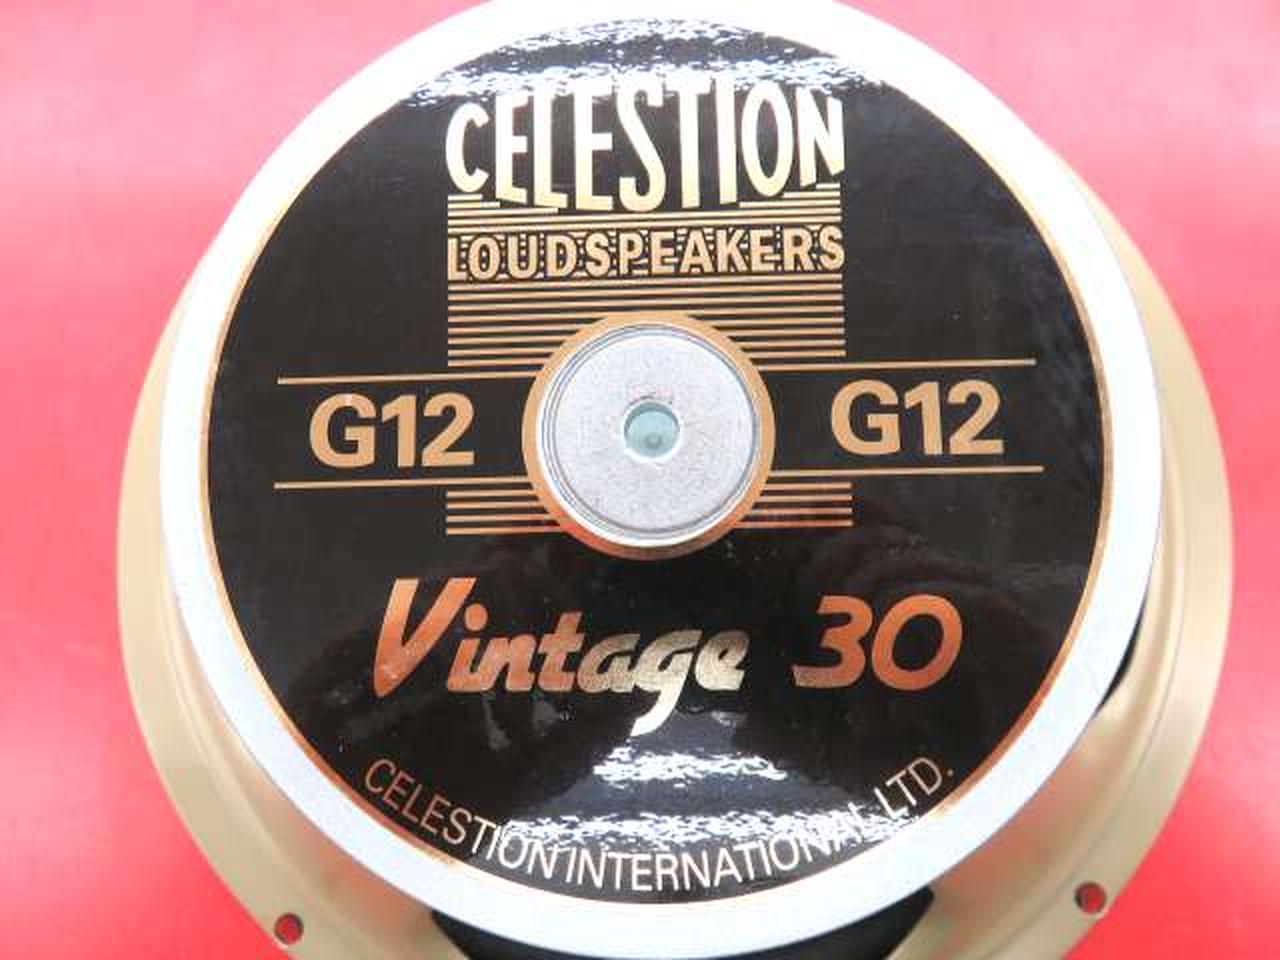 CELESTION
LOUDSPEAKERS
G12 G12
Vintage 30
CELESTION INTERNATIONAL LTD.